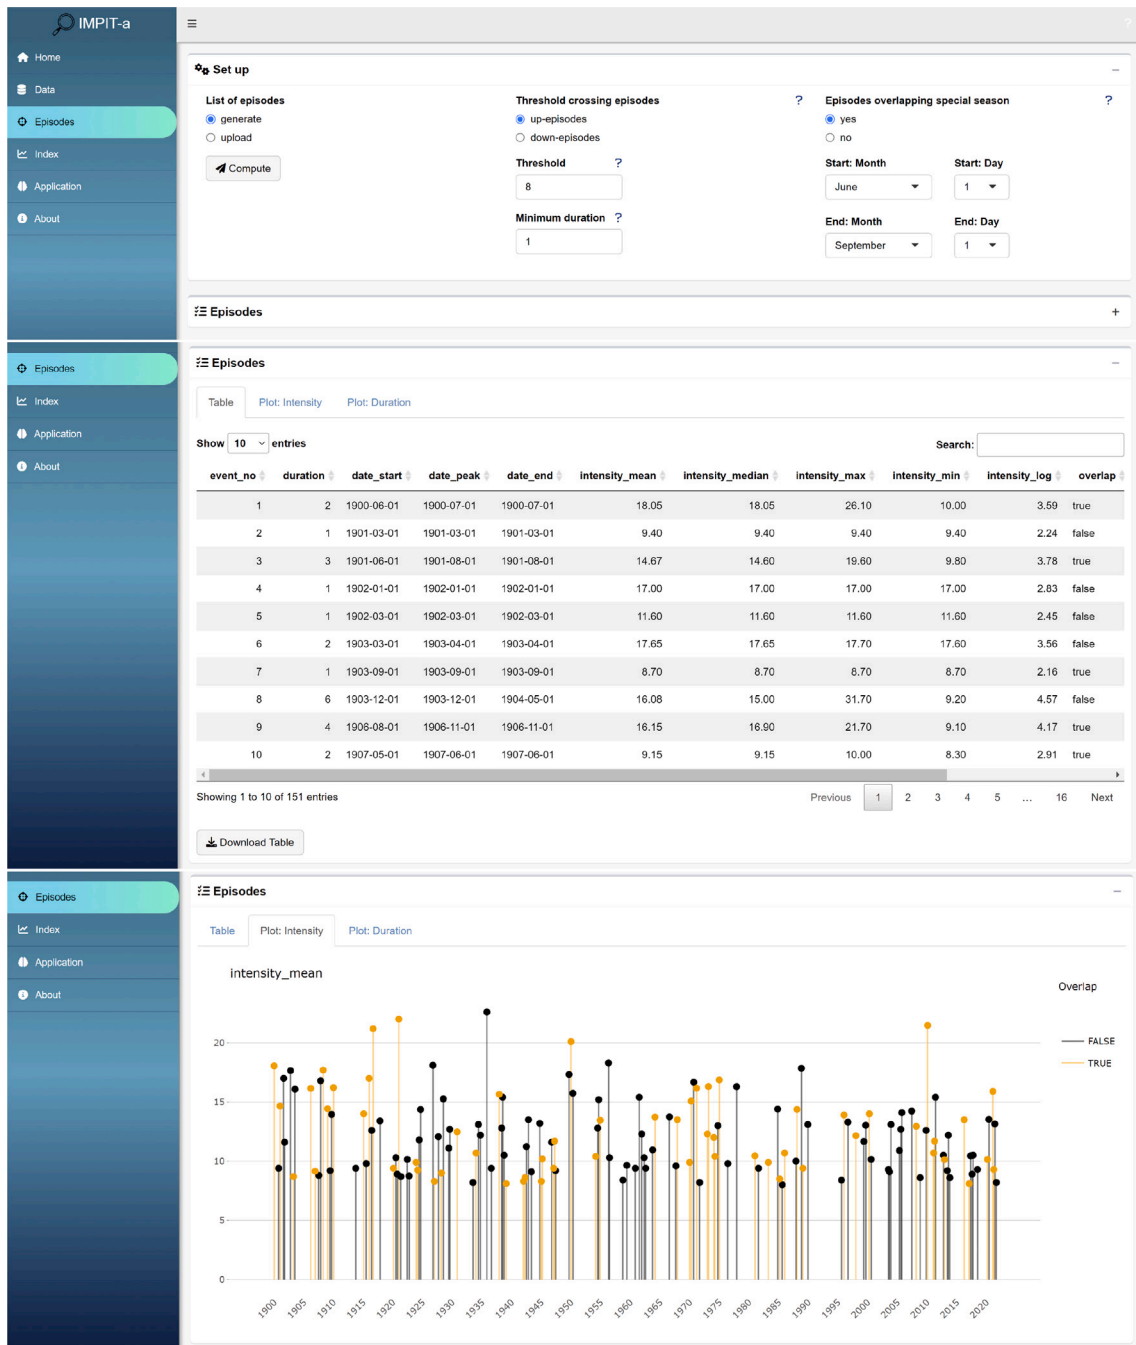 IMPIT-a
?
Home
Data
Episodes
Index
Application
About
Set up
List of episodes
generate
upload
Compute
Threshold crossing episodes ?
up-episodes
down-episodes
Threshold ?
8
Minimum duration ?
1
Episodes overlapping special season ?
yes
no
Start: Month Start: Day
June 1
End: Month End: Day
September 1
Episodes
Episodes
Index
Application
About
Episodes
Table Plot: Intensity Plot: Duration
Show 10 entries Search:
event_no duration date_start date_peak date_end intensity_mean intensity_median intensity_max intensity_min intensity_log overlap
1 2 1900-06-01 1900-07-01 1900-07-01 18.05 18.05 26.10 10.00 3.59 true
2 1 1901-03-01 1901-03-01 1901-03-01 9.40 9.40 9.40 9.40 2.24 false
3 3 1901-06-01 1901-08-01 1901-08-01 14.67 14.60 19.60 9.80 3.78 true
4 1 1902-01-01 1902-01-01 1902-01-01 17.00 17.00 17.00 17.00 2.83 false
5 1 1902-03-01 1902-03-01 1902-03-01 11.60 11.60 11.60 11.60 2.45 false
6 2 1903-03-01 1903-04-01 1903-04-01 17.65 17.65 17.70 17.60 3.56 false
7 1 1903-09-01 1903-09-01 1903-09-01 8.70 8.70 8.70 8.70 2.16 true
8 6 1903-12-01 1903-12-01 1904-05-01 16.08 15.00 31.70 9.20 4.57 false
9 4 1906-08-01 1906-11-01 1906-11-01 16.15 16.90 21.70 9.10 4.17 true
10 2 1907-05-01 1907-06-01 1907-06-01 9.15 9.15 10.00 8.30 2.91 true
Showing 1 to 10 of 151 entries Previous 1 2 3 4 5 ... 16 Next
Download Table
Episodes
Index
Application
About
Episodes
Table Plot: Intensity Plot: Duration
intensity_mean
Overlap
FALSE
TRUE
20
15
10
5
0
1900 1905 1910 1915 1920 1925 1930 1935 1940 1945 1950 1955 1960 1965 1970 1975 1980 1985 1990 1995 2000 2005 2010 2015 2020